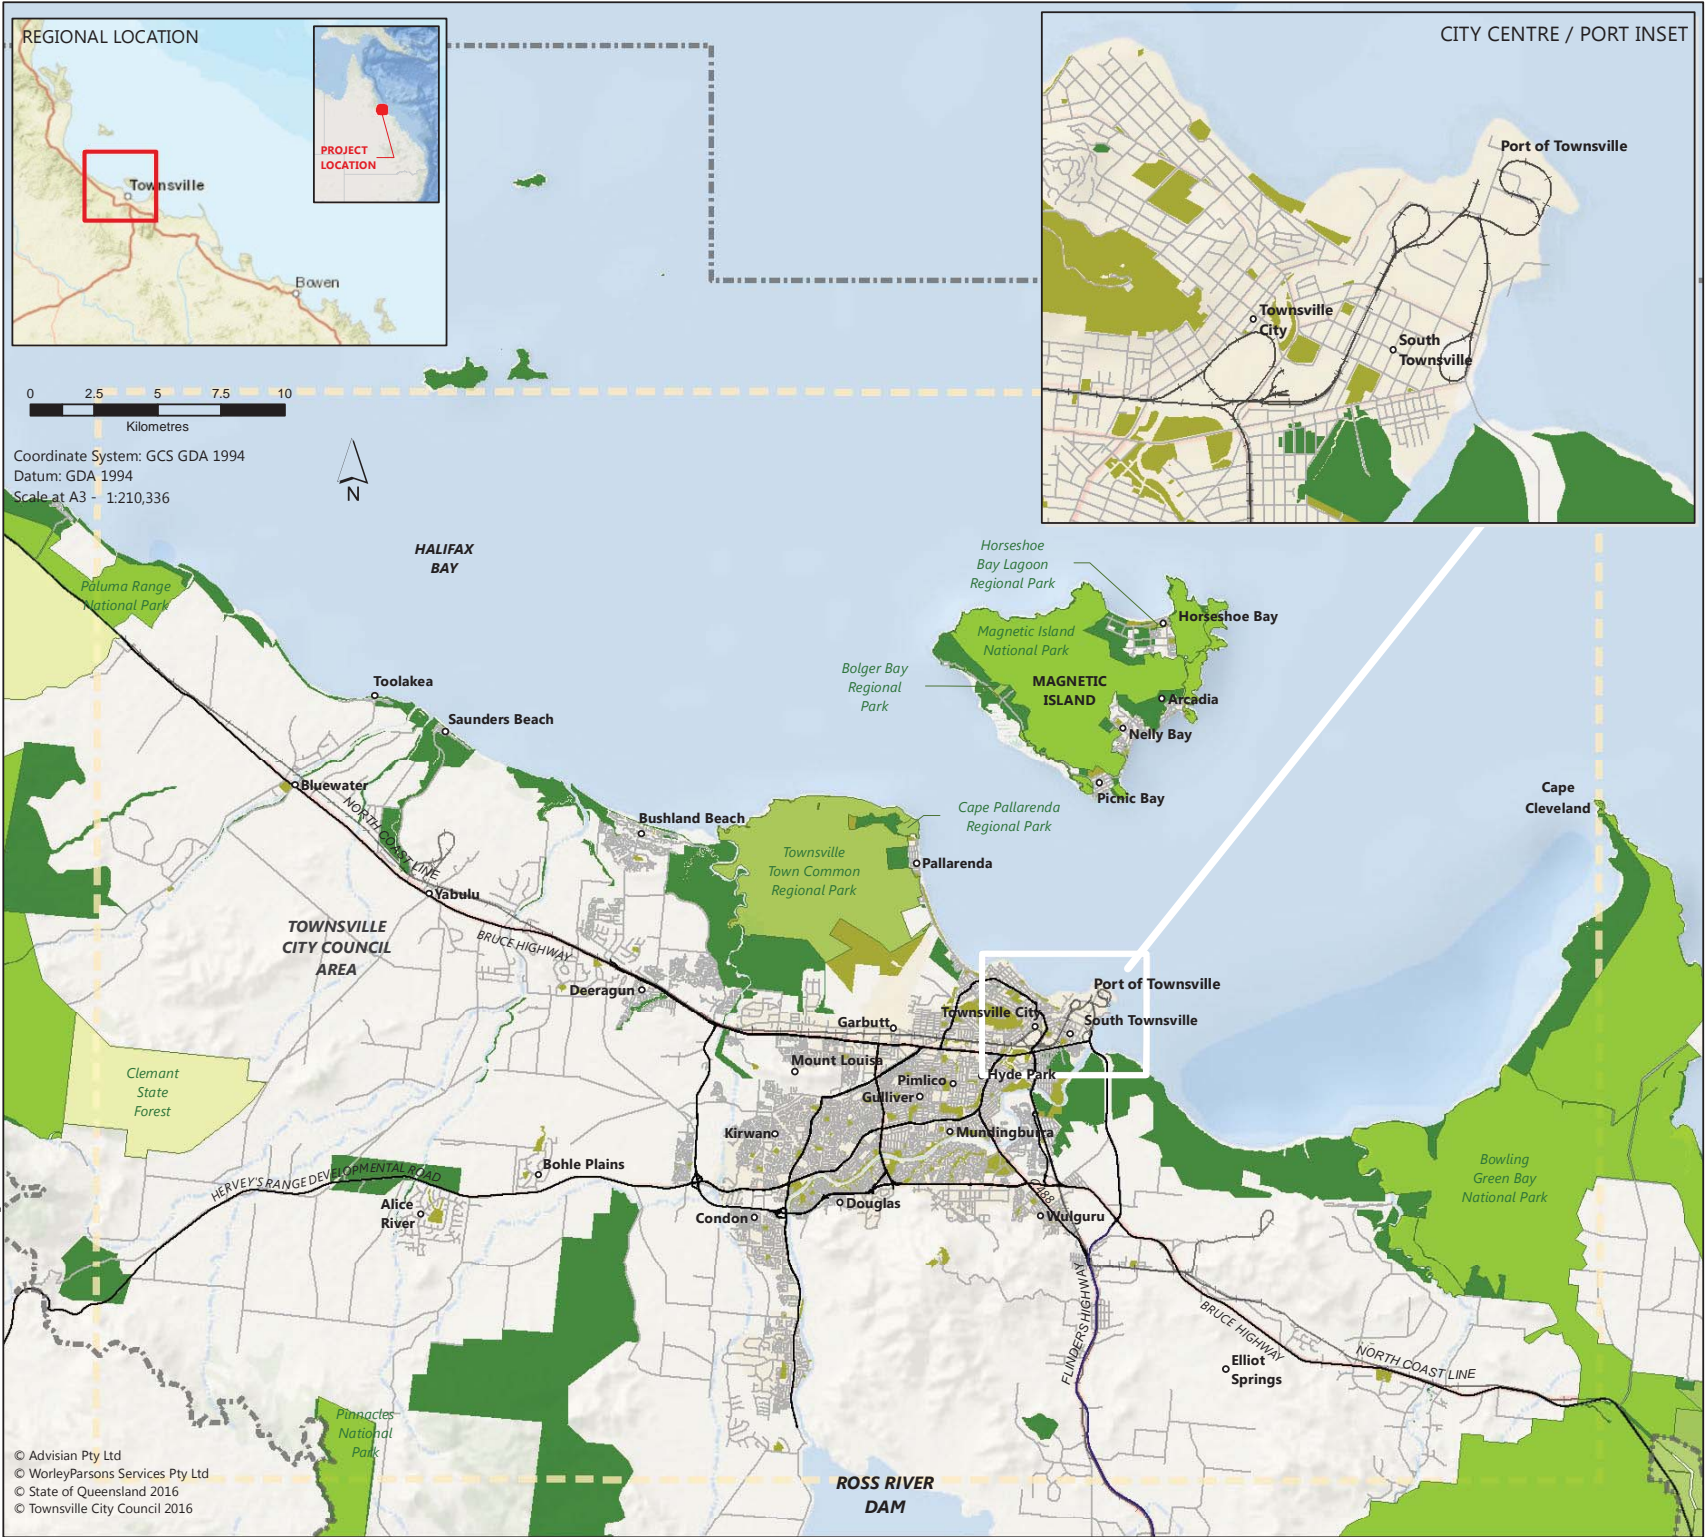 REGIONAL LOCATION
PROJECT
LOCATION
Townsville
Bowen
CITY CENTRE / PORT INSET
Port of Townsville
Townsville
City
South
Townsville
0 2.5 5 7.5 10
Kilometres
Coordinate System: GCS GDA 1994
Datum: GDA 1994
Scale at A3 - 1:210,336
N
HALIFAX
BAY
Paluma Range
National Park
Horseshoe
Bay Lagoon
Regional Park
Horseshoe Bay
Magnetic Island
National Park
Bolger Bay
Regional
Park
MAGNETIC
ISLAND
Arcadia
Nelly Bay
Picnic Bay
Toolakea
Saunders Beach
Bluewater
NORTH COAST LINE
Bushland Beach
Cape Pallarenda
Regional Park
Cape
Cleveland
Townsville
Town Common
Regional Park
Pallarenda
Yabulu
TOWNSVILLE
CITY COUNCIL
AREA
BRUCE HIGHWAY
Deeragun
Port of Townsville
Garbutt
Townsville City
South Townsville
Mount Louisa
Hyde Park
Pimlico
Gulliver
Clemant
State
Forest
Kirwan
Mundingburra
Bohle Plains
HERVEY'S RANGE DEVELOPMENTAL ROAD
Alice
River
Condon
Douglas
Wulguru
Bowling
Green Bay
National Park
FLINDERS HIGHWAY
BRUCE HIGHWAY
NORTH COAST LINE
Elliot
Springs
Pinnacles
National
Park
ROSS RIVER
DAM
© Advisian Pty Ltd
© WorleyParsons Services Pty Ltd
© State of Queensland 2016
© Townsville City Council 2016